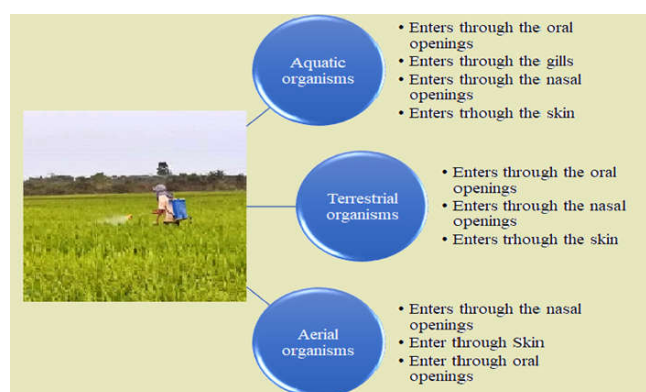 Aquatic
organisms
• Enters through the oral
openings
• Enters through the gills
• Enters through the nasal
openings
• Enters trhough the skin
Terrestrial
organisms
• Enters through the oral
openings
• Enters through the nasal
openings
• Enters trhough the skin
Aerial
organisms
• Enters through the nasal
openings
• Enter through Skin
• Enter through oral
openings